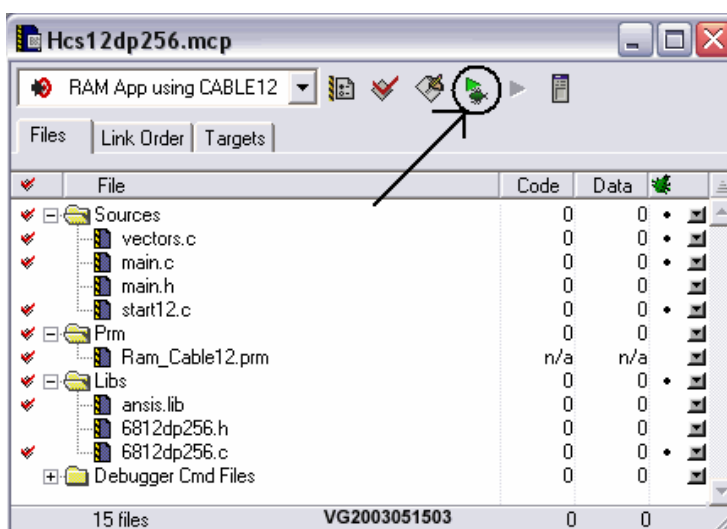 Hcs12dp256.mcp
RAM App using CABLE12
Files Link Order Targets
File Code Data
Sources 0 0
vectors.c 0 0
main.c 0 0
main.h 0 0
start12.c 0 0
Prm 0 0
Ram_Cable12.prm n/a n/a
Libs 0 0
ansis.lib 0 0
6812dp256.h 0 0
6812dp256.c 0 0
Debugger Cmd Files 0 0
15 files VG2003051503 0 0